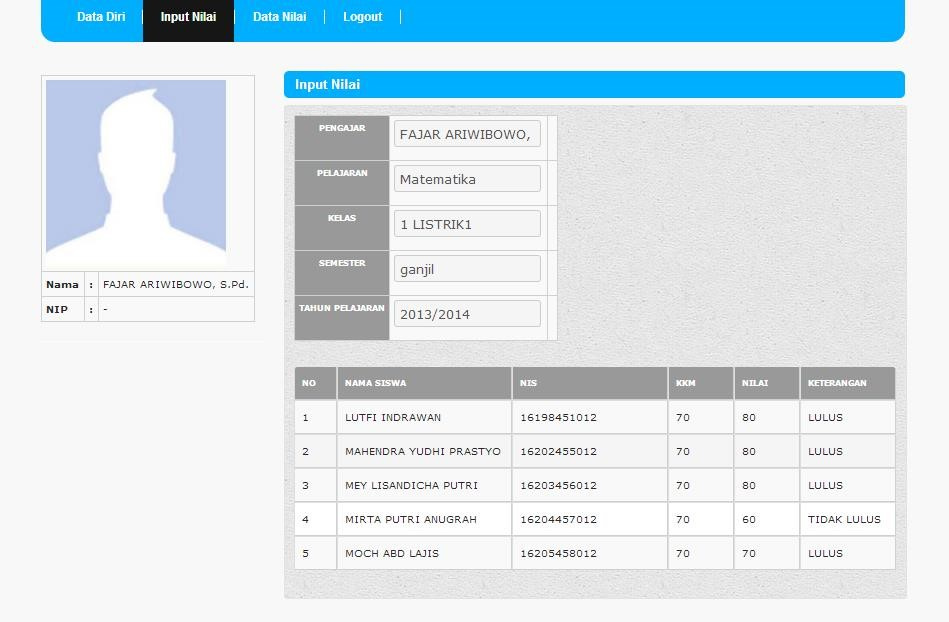 Data Diri Input Nilai Data Nilai Logout
Nama : FAJAR ARIWIBOWO, S.Pd.
NIP : -
Input Nilai
PENGAJAR FAJAR ARIWIBOWO,
PELAJARAN Matematika
KELAS 1 LISTRIK1
SEMESTER ganjil
TAHUN PELAJARAN 2013/2014
NO NAMA SISWA NIS KKM NILAI KETERANGAN
1 LUTFI INDRAWAN 16198451012 70 80 LULUS
2 MAHENDRA YUDHI PRASTYO 16202455012 70 80 LULUS
3 MEY LISANDICHA PUTRI 16203456012 70 80 LULUS
4 MIRTA PUTRI ANUGRAH 16204457012 70 60 TIDAK LULUS
5 MOCH ABD LAJIS 16205458012 70 70 LULUS